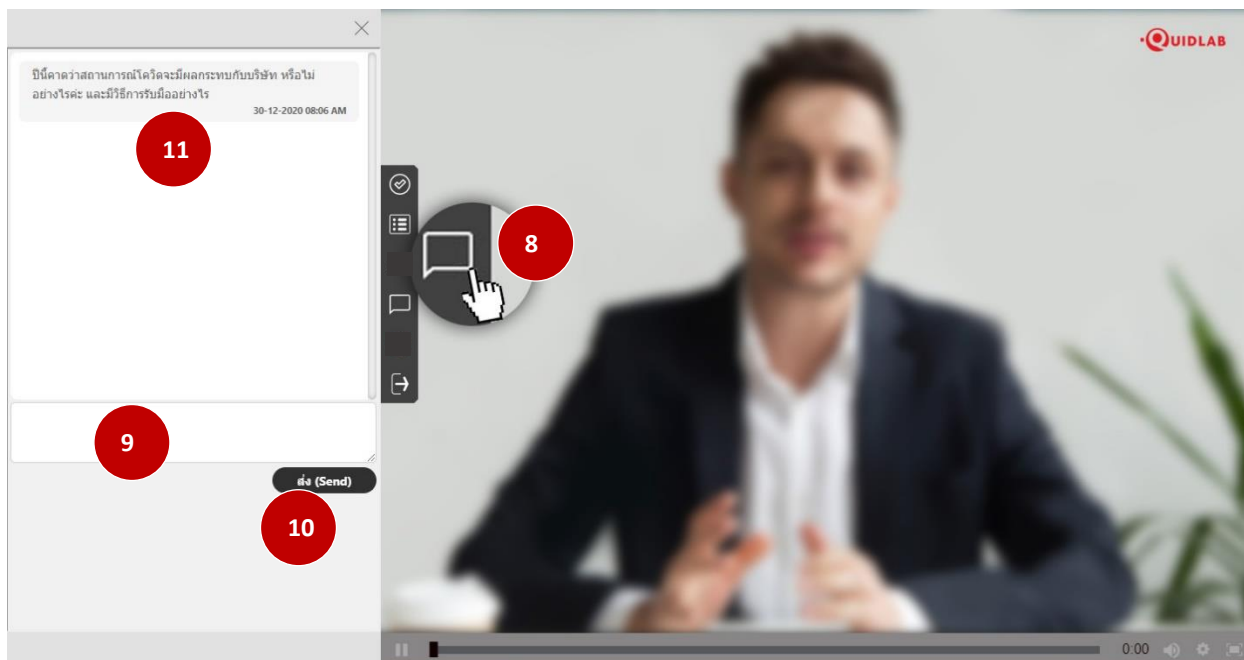 QUIDLAB
ปีนี้คาดว่าสถานการณ์โควิดจะมีผลกระทบกับบริษัท หรือไม่
อย่างไรค่ะ และมีวิธีการรับมืออย่างไร
30-12-2020 08:06 AM
11
8
9
ส่ง (Send)
10
0:00